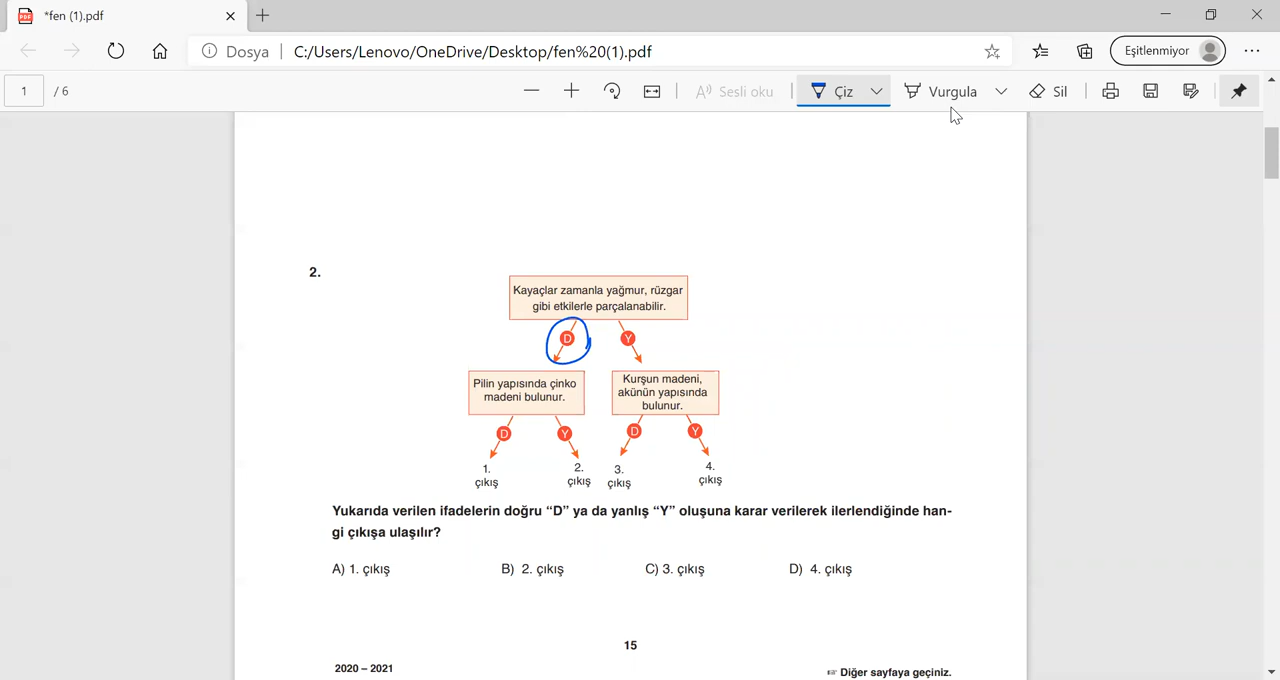 *fen (1).pdf
Dosya
C:/Users/Lenovo/OneDrive/Desktop/fen%20(1).pdf
Eşitlenmiyor
1 / 6
A Sesli oku
Çiz
Vurgula
Sil
2.
Kayaçlar zamanla yağmur, rüzgar
gibi etkilerle parçalanabilir.
D Y
Pilin yapısında çinko
madeni bulunur.
Kurşun madeni,
akünün yapısında
bulunur.
D Y D Y
1.
çıkış
2.
çıkış
3.
çıkış
4.
çıkış
Yukarıda verilen ifadelerin doğru “D” ya da yanlış “Y” oluşuna karar verilerek ilerlendiğinde han-
gi çıkışa ulaşılır?
A) 1. çıkış B) 2. çıkış C) 3. çıkış D) 4. çıkış
15
2020 – 2021
Diğer sayfaya geçiniz.